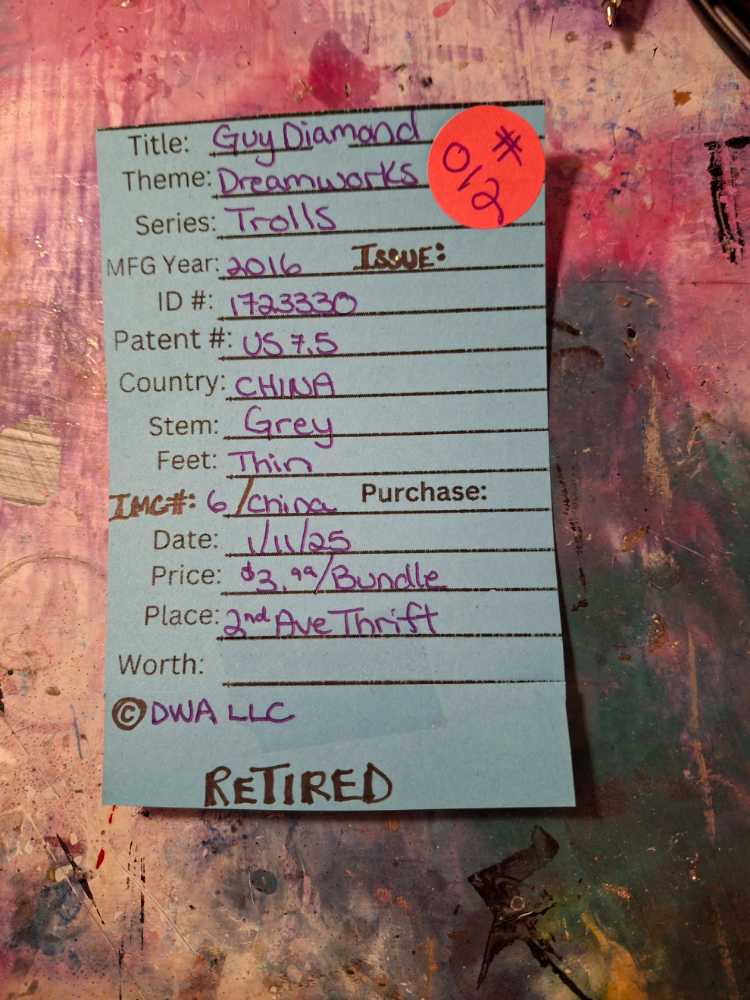 Title: Guy Diamond
# 012
Theme: Dreamworks
Series: Trolls
MFG Year: 2016 ISSUE:
ID #: 1723330
Patent #: US 7.5
Country: CHINA
Stem: Grey
Feet: Thin
IMC#: 6/China Purchase:
Date: 1/11/25
Price: $3.99/Bundle
Place: 2nd Ave Thrift
Worth:
© DWA LLC
RETIRED